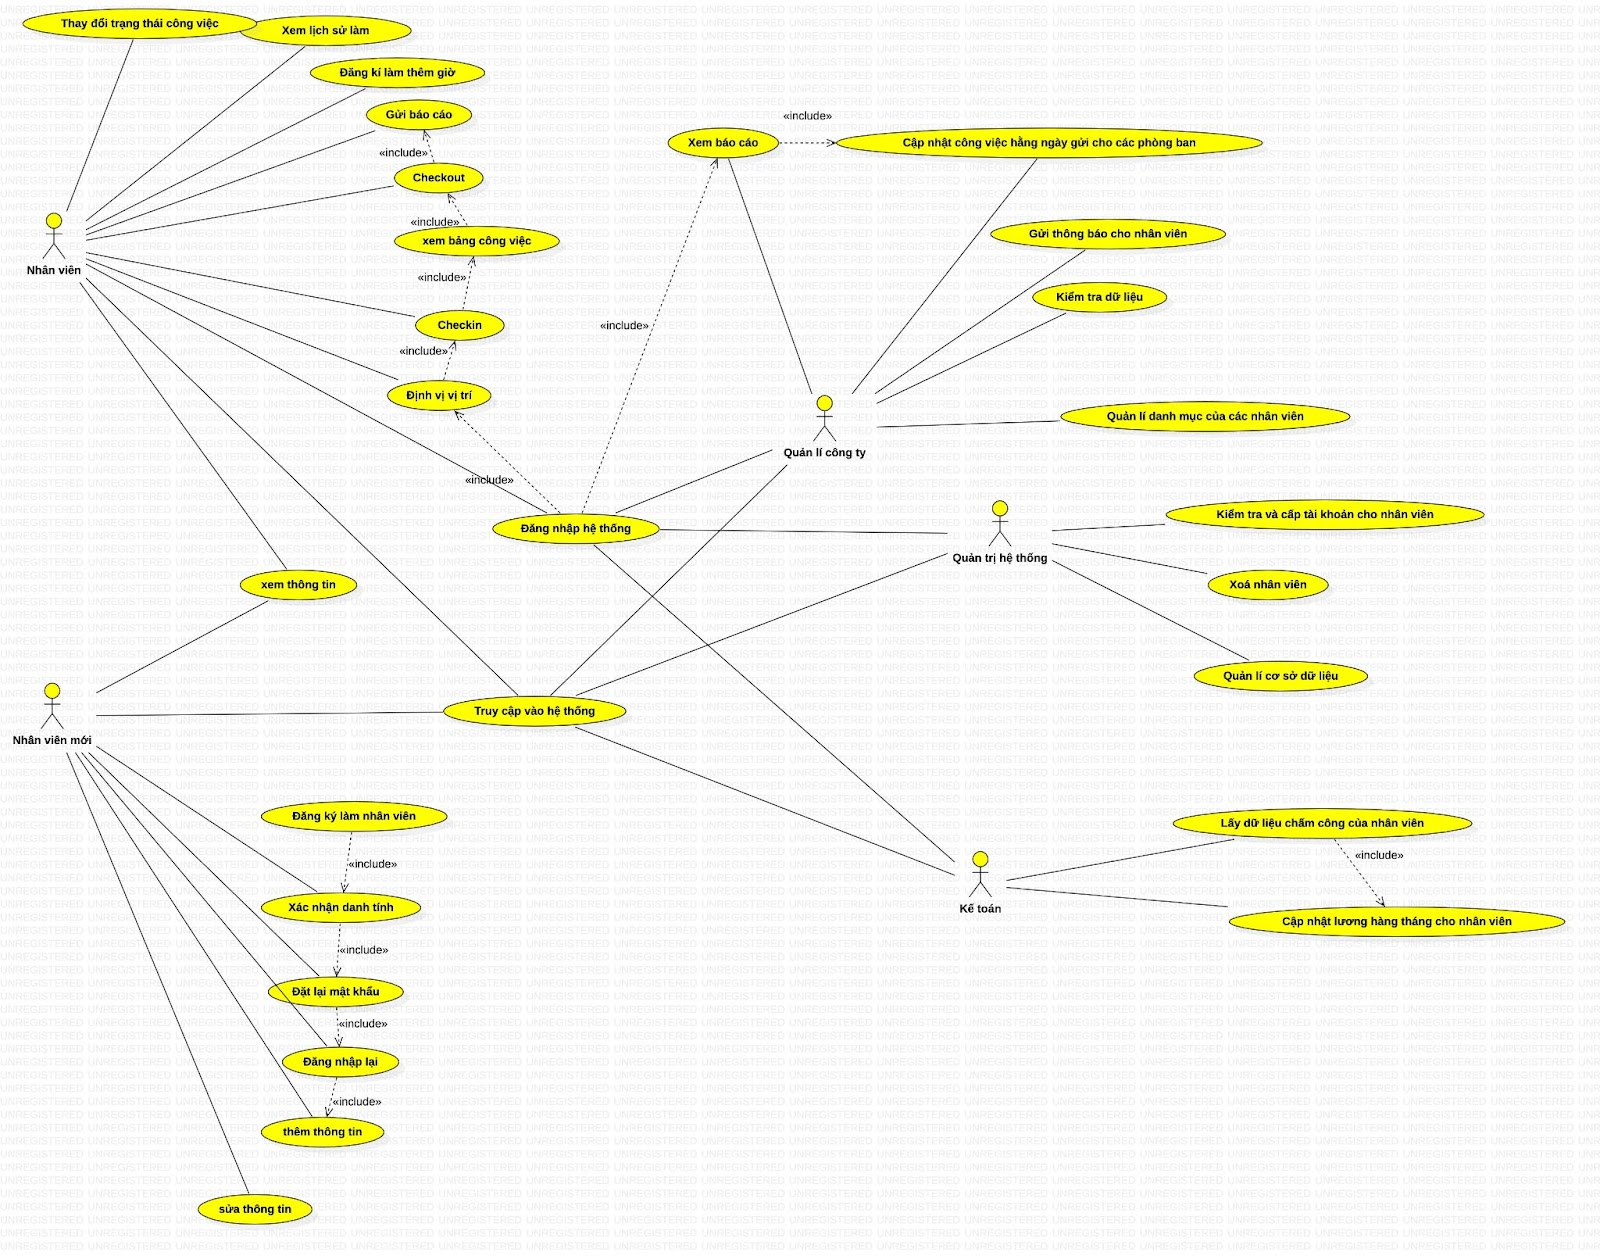 Thay đổi trạng thái công việc
Xem lịch sử làm
Đăng kí làm thêm giờ
Gửi báo cáo
«include»
Checkout
«include»
xem bảng công việc
«include»
Checkin
«include»
Định vị vị trí
«include»
Nhân viên
«include»
Xem báo cáo
Cập nhật công việc hằng ngày gửi cho các phòng ban
Gửi thông báo cho nhân viên
Kiểm tra dữ liệu
«include»
Quản lí danh mục của các nhân viên
Quản lí công ty
Đăng nhập hệ thống
Kiểm tra và cấp tài khoản cho nhân viên
Quản trị hệ thống
Xoá nhân viên
Quản lí cơ sở dữ liệu
xem thông tin
Truy cập vào hệ thống
Nhân viên mới
Đăng ký làm nhân viên
«include»
Xác nhận danh tính
«include»
Đặt lại mật khẩu
«include»
Đăng nhập lại
«include»
thêm thông tin
sửa thông tin
Kế toán
Lấy dữ liệu chấm công của nhân viên
«include»
Cập nhật lương hàng tháng cho nhân viên
UNREGISTERED